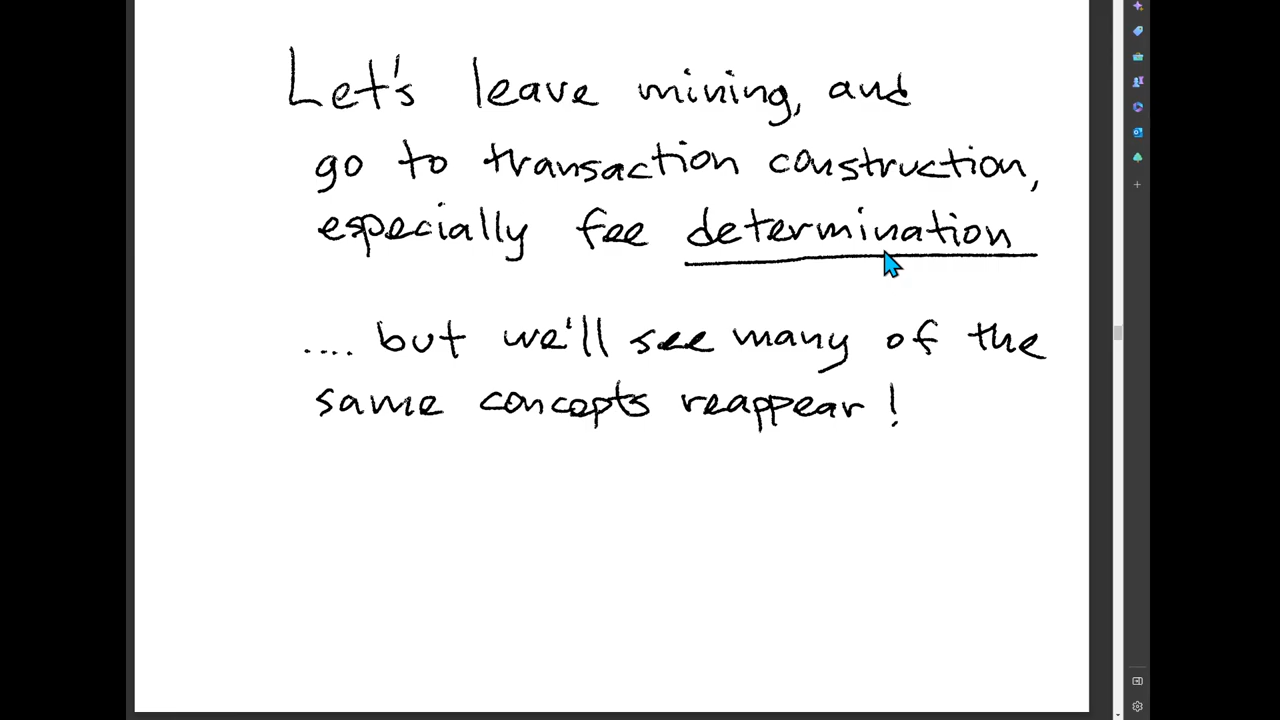 Let's leave mining, and
go to transaction construction,
especially fee determination
.... but we'll see many of the
same concepts reappear!